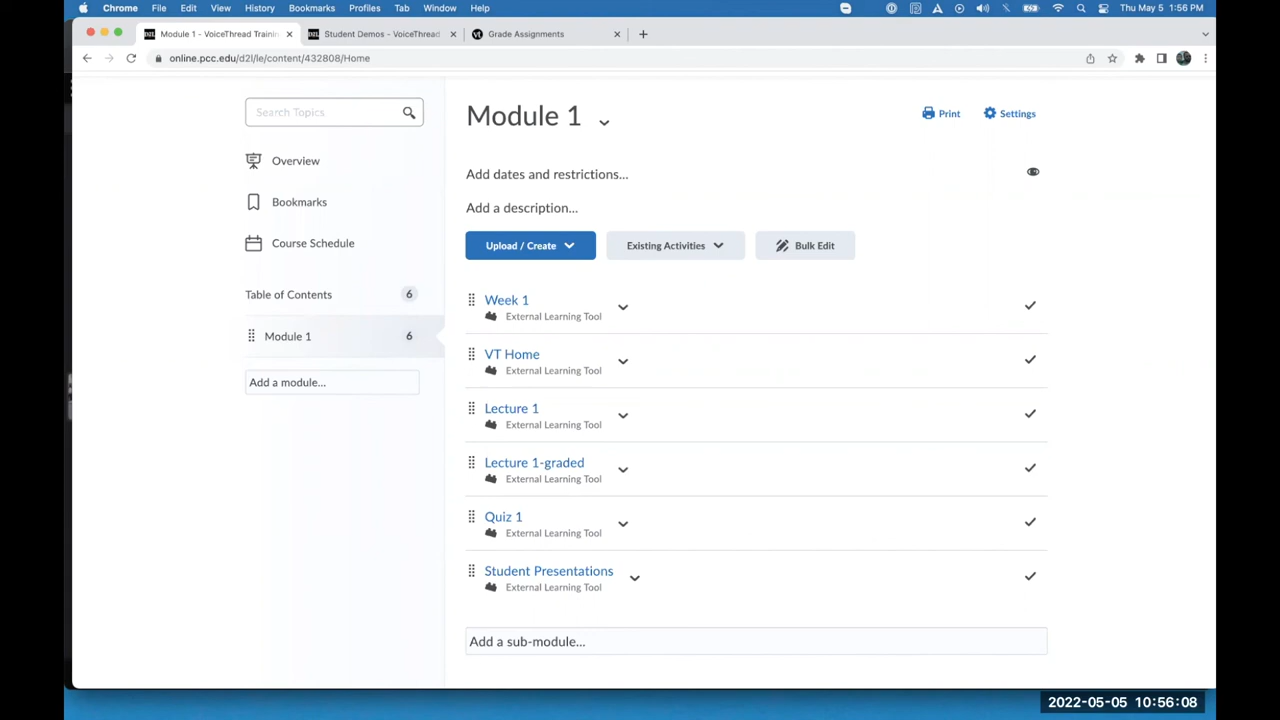 Chrome File Edit View History Bookmarks Profiles Tab Window Help Thu May 5 1:56 PM
Module 1 - VoiceThread Trainin Student Demos - VoiceThread Grade Assignments
online.pcc.edu/d2l/le/content/432808/Home
Search Topics
Overview
Bookmarks
Course Schedule
Table of Contents 6
Module 1 6
Add a module...
Module 1
Print Settings
Add dates and restrictions...
Add a description...
Upload / Create Existing Activities Bulk Edit
Week 1
External Learning Tool
VT Home
External Learning Tool
Lecture 1
External Learning Tool
Lecture 1-graded
External Learning Tool
Quiz 1
External Learning Tool
Student Presentations
External Learning Tool
Add a sub-module...
2022-05-05 10:56:08